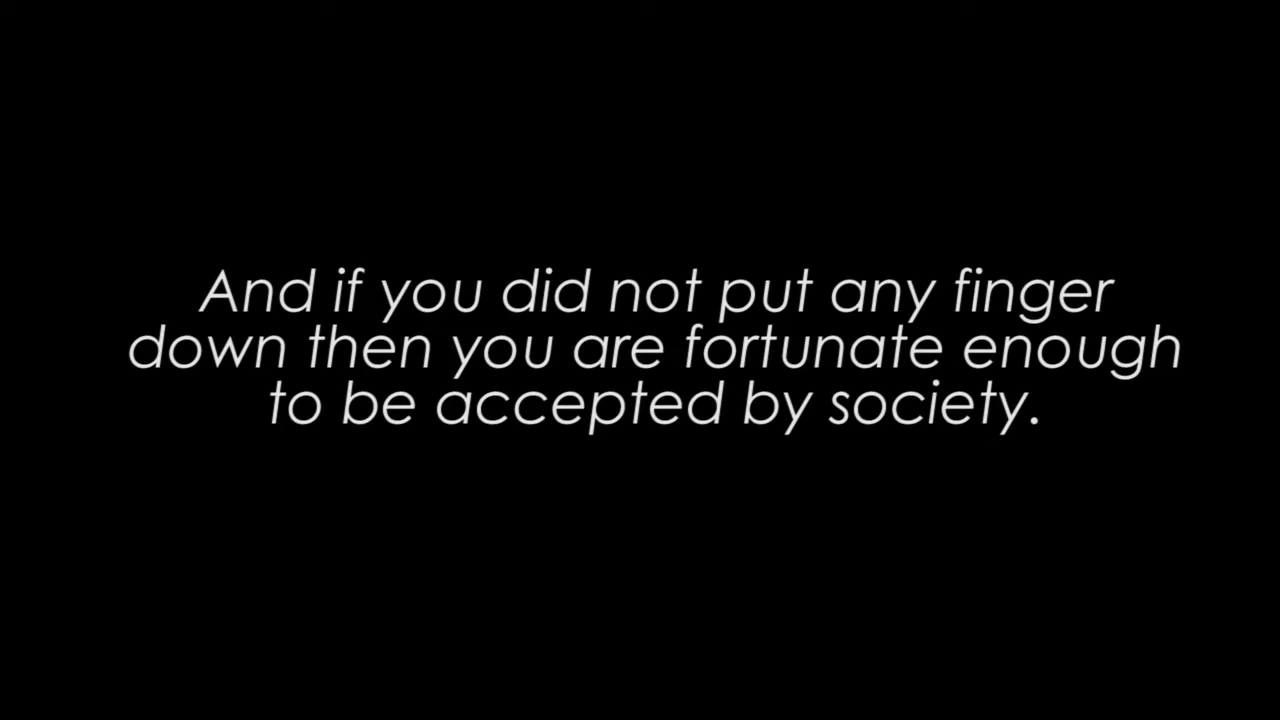 And if you did not put any finger
down then you are fortunate enough
to be accepted by society.